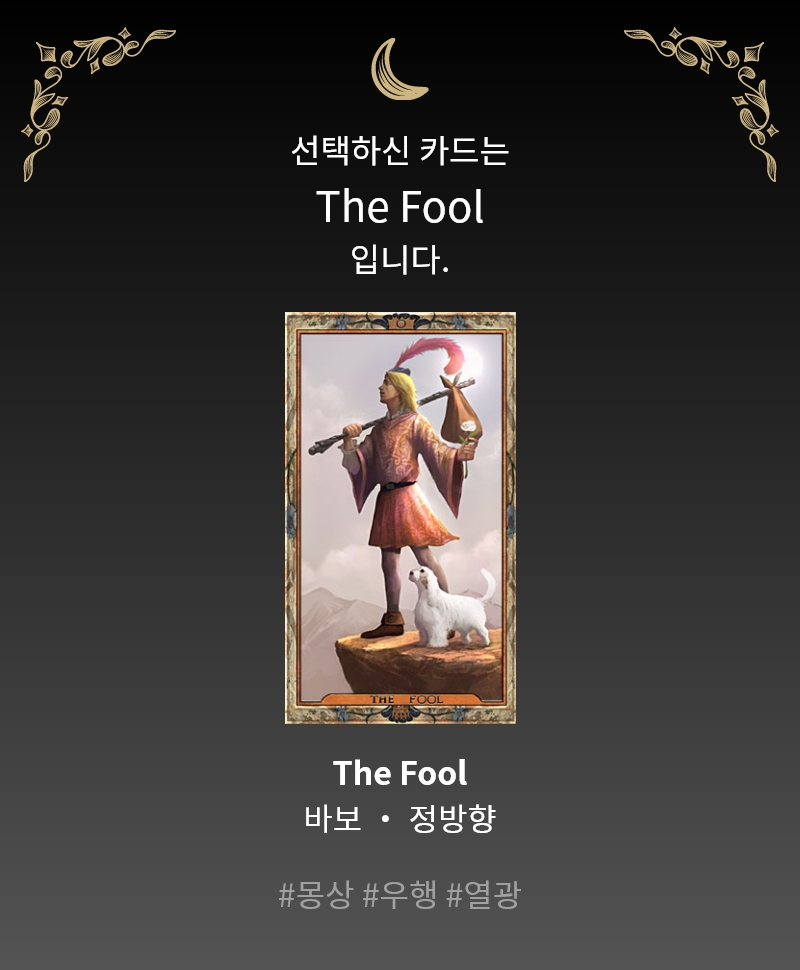 선택하신 카드는
The Fool
입니다.
0
THE FOOL
The Fool
바보 • 정방향
#몽상 #우행 #열광